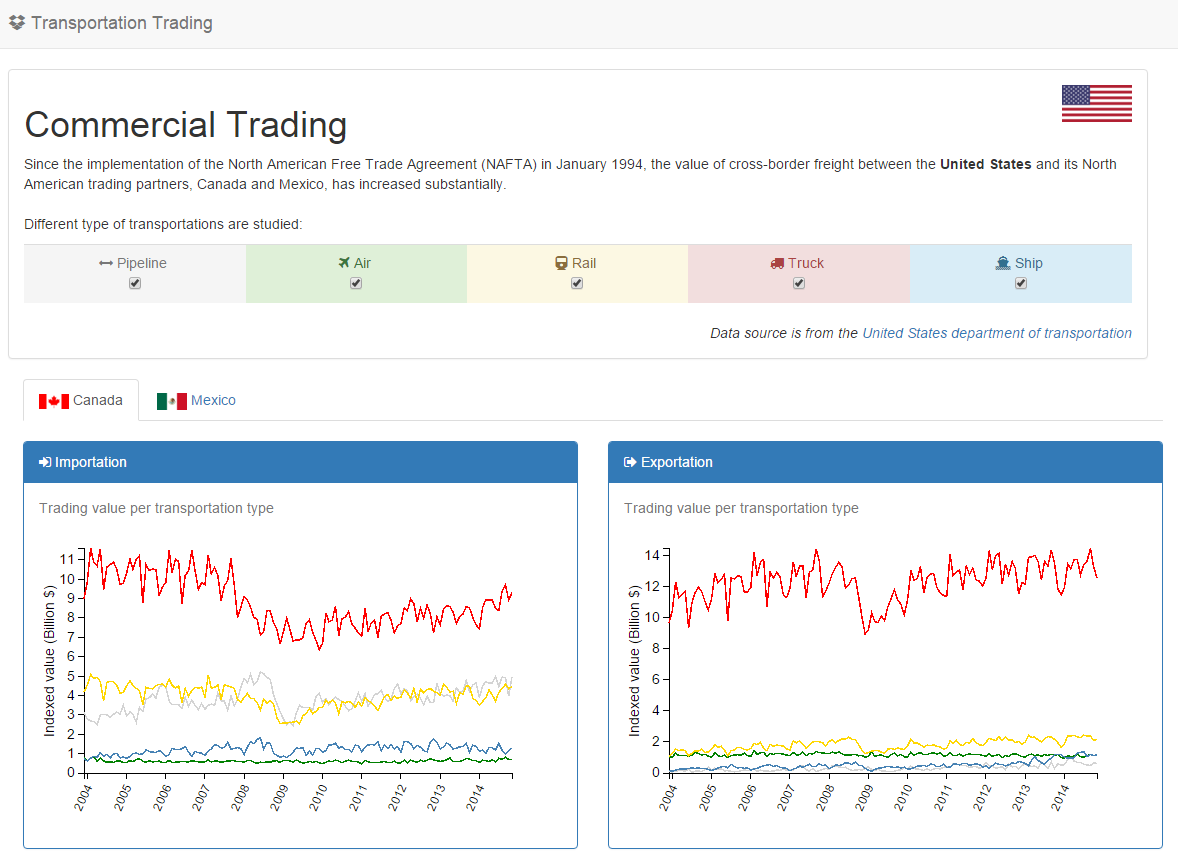 Transportation Trading
Commercial Trading
Since the implementation of the North American Free Trade Agreement (NAFTA) in January 1994, the value of cross-border freight between the United States and its North
American trading partners, Canada and Mexico, has increased substantially.
Different type of transportations are studied:
Pipeline
Air
Rail
Truck
Ship
Data source is from the United States department of transportation
Canada
Mexico
Importation
Trading value per transportation type
Indexed value (Billion $)
11
10
9
8
7
6
5
4
3
2
1
0
2004
2005
2006
2007
2008
2009
2010
2011
2012
2013
2014
Exportation
Trading value per transportation type
Indexed value (Billion $)
14
12
10
8
6
4
2
0
2004
2005
2006
2007
2008
2009
2010
2011
2012
2013
2014